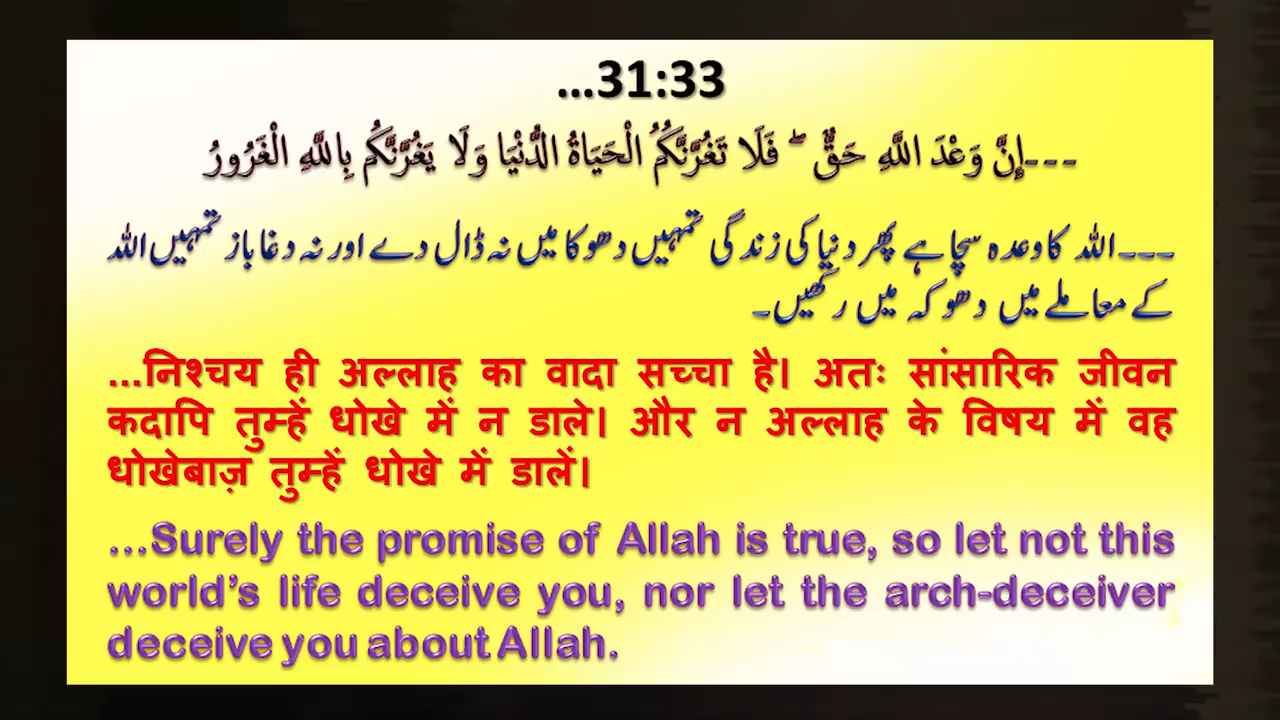 ...31:33
---إِنَّ وَعْدَ اللَّهِ حَقٌّ ۖ فَلَا تَغُرَّنَّكُمُ الْحَيَاةُ الدُّنْيَا وَلَا يَغُرَّنَّكُم بِاللَّهِ الْغَرُورُ
---اللہ کا وعدہ سچا ہے پھر دنیا کی زندگی تمہیں دھوکا میں نہ ڈال دے اور نہ دغا باز تمہیں اللہ
کے معاملے میں دھوکہ میں رکھیں۔
...निश्चय ही अल्लाह का वादा सच्चा है। अतः सांसारिक जीवन
कदापि तुम्हें धोखे में न डाले। और न अल्लाह के विषय में वह
धोखेबाज़ तुम्हें धोखे में डालें।
...Surely the promise of Allah is true, so let not this
world’s life deceive you, nor let the arch-deceiver
deceive you about Allah.